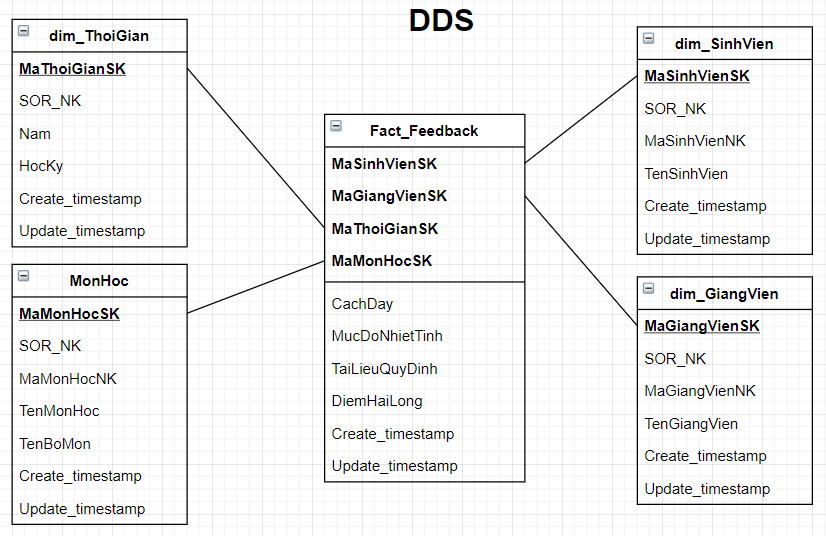 DDS
dim_ThoiGian
MaThoiGianSK
SOR_NK
Nam
HocKy
Create_timestamp
Update_timestamp
MonHoc
MaMonHocSK
SOR_NK
MaMonHocNK
TenMonHoc
TenBoMon
Create_timestamp
Update_timestamp
Fact_Feedback
MaSinhVienSK
MaGiangVienSK
MaThoiGianSK
MaMonHocSK
CachDay
MucDoNhietTinh
TaiLieuQuyDinh
DiemHaiLong
Create_timestamp
Update_timestamp
dim_SinhVien
MaSinhVienSK
SOR_NK
MaSinhVienNK
TenSinhVien
Create_timestamp
Update_timestamp
dim_GiangVien
MaGiangVienSK
SOR_NK
MaGiangVienNK
TenGiangVien
Create_timestamp
Update_timestamp